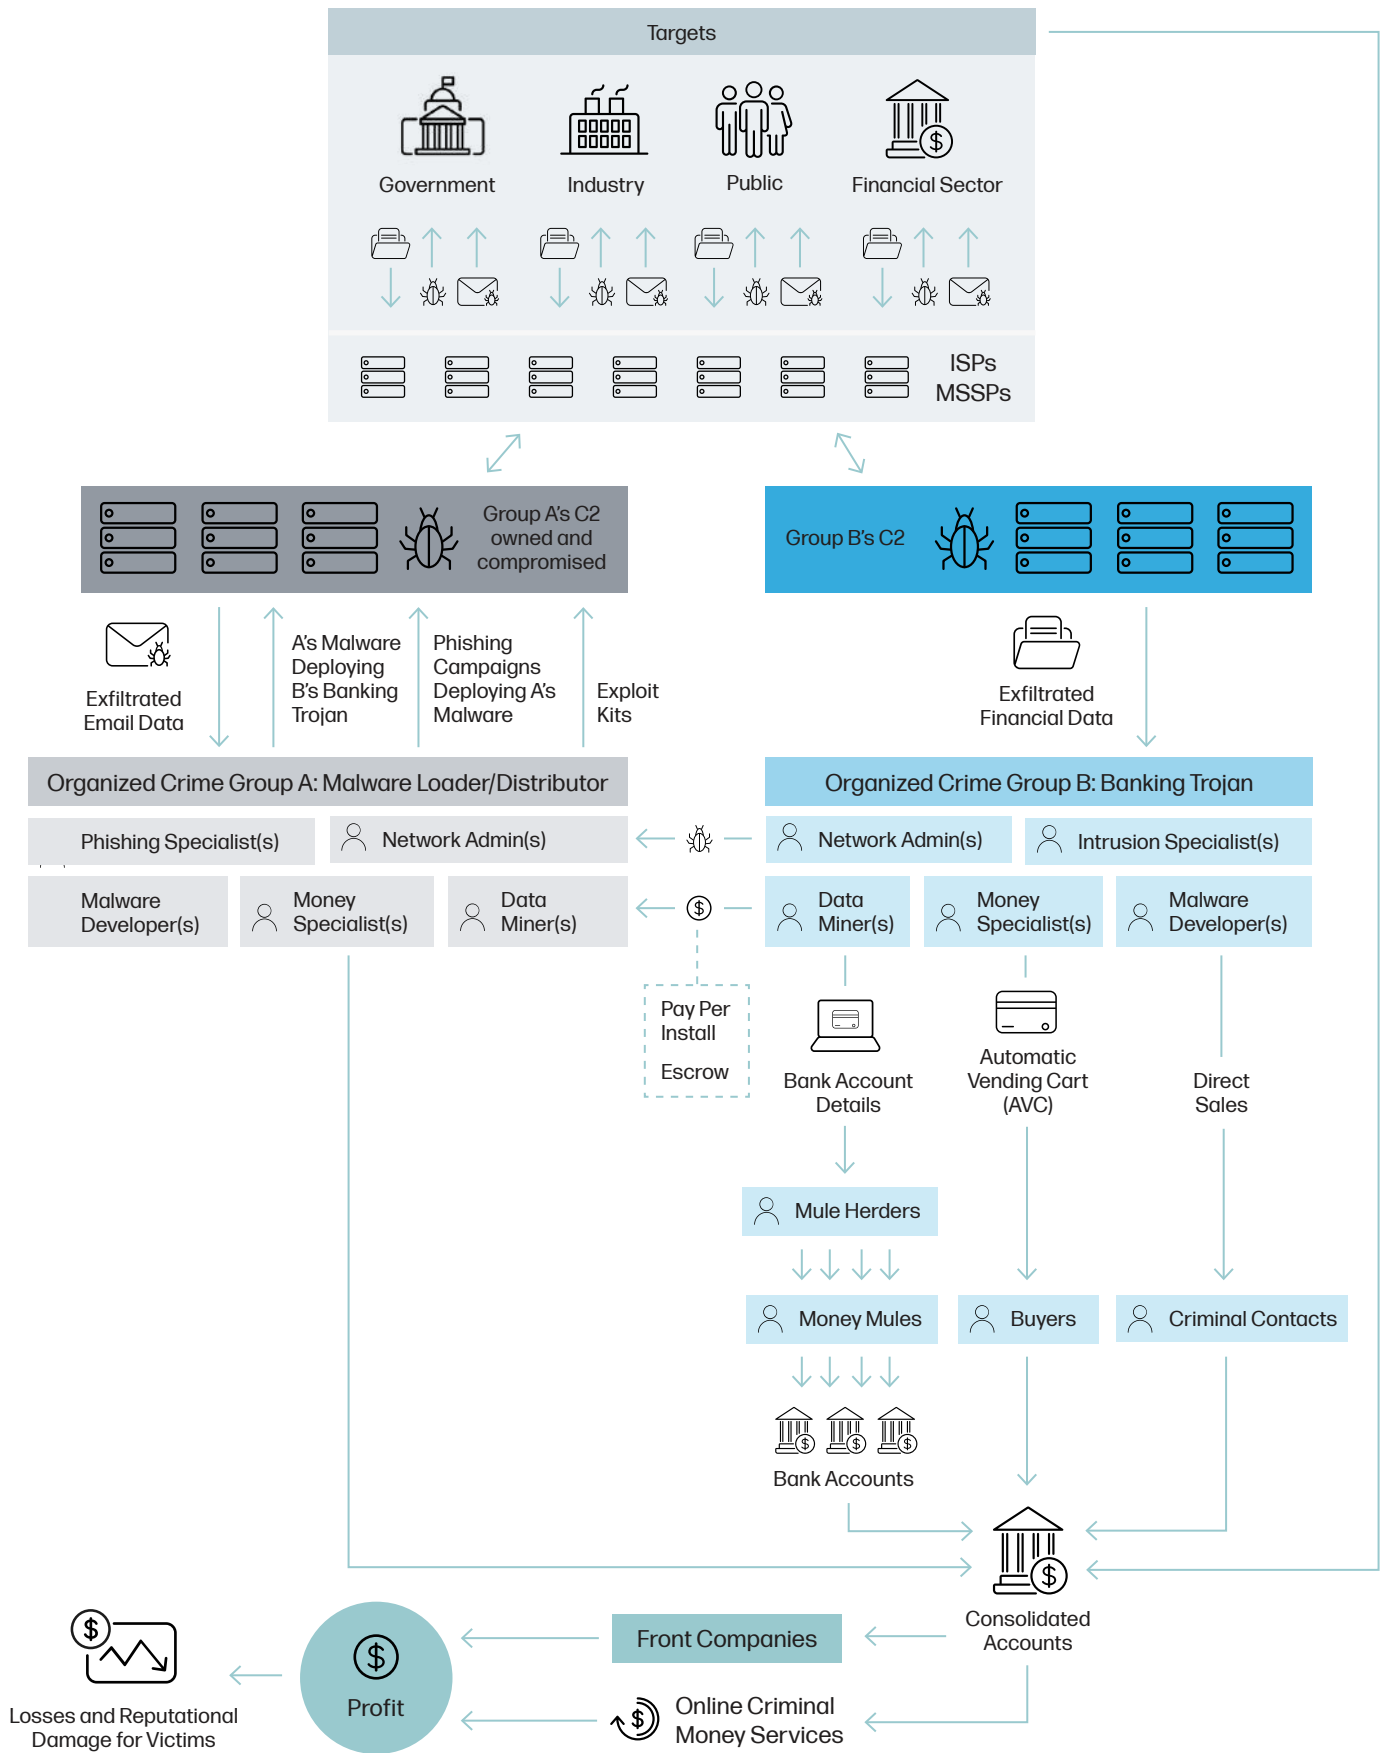 Targets
Government
Industry
Public
Financial Sector
ISPs
MSSPs
Group A's C2
owned and
compromised
Group B's C2
Exfiltrated
Email Data
A's Malware
Deploying
B's Banking
Trojan
Phishing
Campaigns
Deploying A's
Malware
Exploit
Kits
Exfiltrated
Financial Data
Organized Crime Group A: Malware Loader/Distributor
Phishing Specialist(s)
Network Admin(s)
Malware
Developer(s)
Money
Specialist(s)
Data
Miner(s)
Organized Crime Group B: Banking Trojan
Network Admin(s)
Intrusion Specialist(s)
Data
Miner(s)
Money
Specialist(s)
Malware
Developer(s)
Pay Per
Install
Escrow
Bank Account
Details
Automatic
Vending Cart
(AVC)
Direct
Sales
Mule Herders
Money Mules
Buyers
Criminal Contacts
Bank Accounts
Consolidated
Accounts
Front Companies
Online Criminal
Money Services
Profit
Losses and Reputational
Damage for Victims